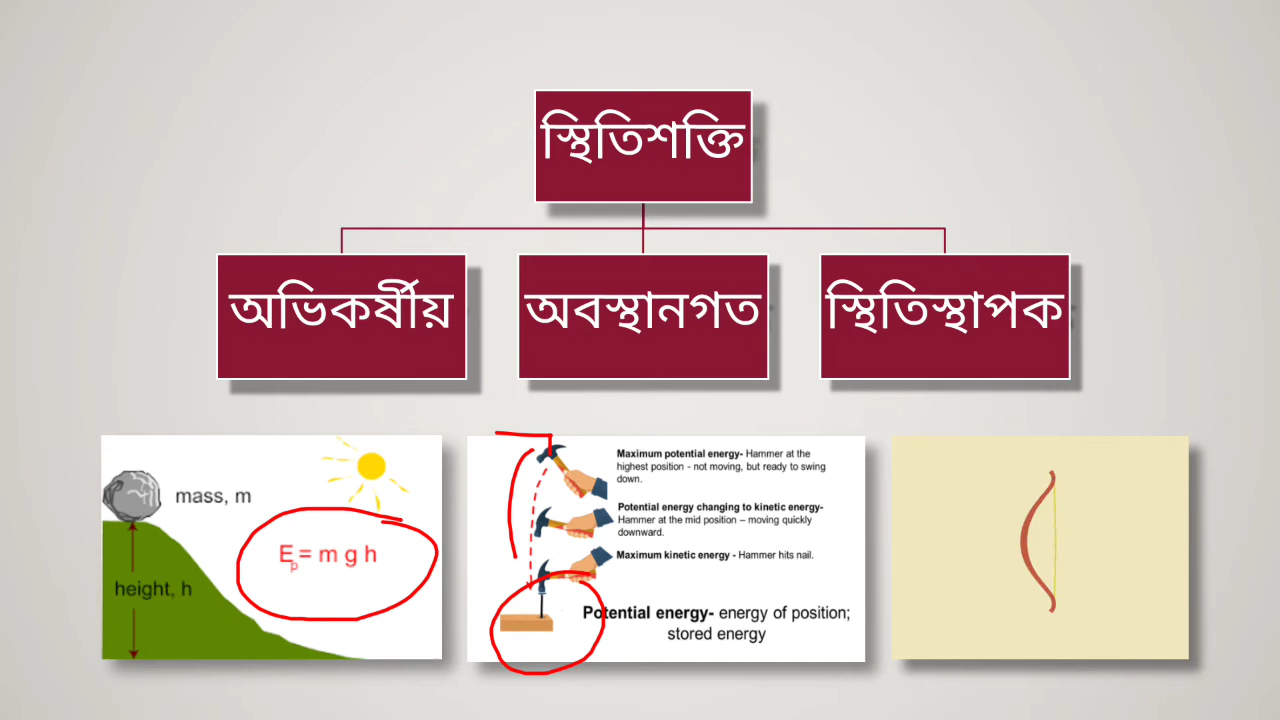 স্থিতিশক্তি
অভিকর্ষীয়
অবস্থানগত
স্থিতিস্থাপক
mass, m
Ep= m g h
height, h
Maximum potential energy- Hammer at the
highest position - not moving, but ready to swing
down.
Potential energy changing to kinetic energy-
Hammer at the mid position – moving quickly
downward.
Maximum kinetic energy - Hammer hits nail.
Potential energy- energy of position;
stored energy